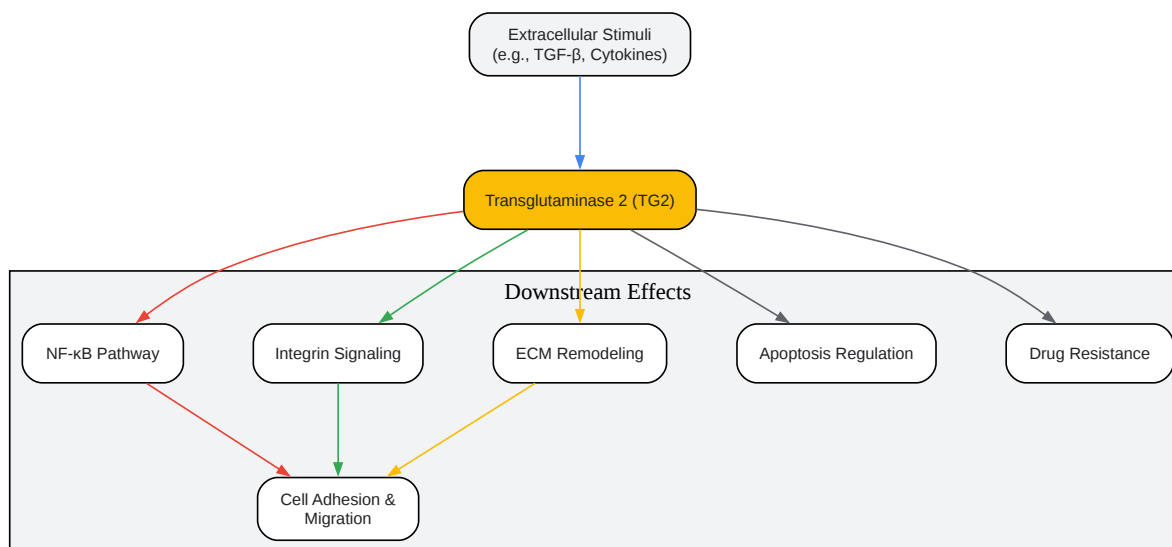 Extracellular Stimuli
(e.g., TGF-β, Cytokines)
Transglutaminase 2 (TG2)
Downstream Effects
NF-κB Pathway
Integrin Signaling
ECM Remodeling
Apoptosis Regulation
Drug Resistance
Cell Adhesion &
Migration